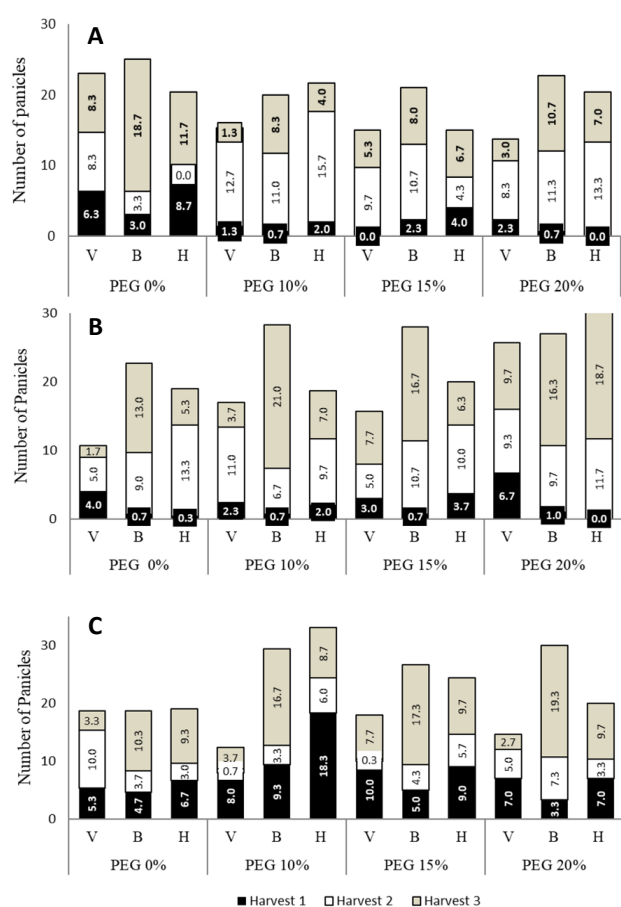 A
Number of panicles
30
20
10
0
8.3 18.7 11.7 1.3 8.3 4.0 5.3 8.0 6.7 3.0 10.7 7.0
8.3 3.3 0.0 12.7 11.0 15.7 9.7 10.7 4.3 8.3 11.3 13.3
6.3 3.0 8.7 1.3 0.7 2.0 0.0 2.3 4.0 2.3 0.7 0.0
V B H V B H V B H V B H
PEG 0% PEG 10% PEG 15% PEG 20%
B
Number of Panicles
30
20
10
0
1.7 13.0 5.3 3.7 21.0 7.0 7.7 16.7 6.3 9.7 16.3 18.7
5.0 9.0 13.3 11.0 6.7 9.7 5.0 10.7 10.0 9.3 9.7 11.7
4.0 0.7 0.3 2.3 0.7 2.0 3.0 0.7 3.7 6.7 1.0 0.0
V B H V B H V B H V B H
PEG 0% PEG 10% PEG 15% PEG 20%
C
Number of Panicles
30
20
10
0
3.3 10.3 9.3 3.7 16.7 8.7 7.7 17.3 9.7 2.7 19.3 9.7
10.0 3.7 3.0 0.7 3.3 6.0 0.3 4.3 5.7 5.0 7.3 3.3
5.3 4.7 6.7 8.0 9.3 18.3 10.0 5.0 9.0 7.0 3.3 7.0
V B H V B H V B H V B H
PEG 0% PEG 10% PEG 15% PEG 20%
Harvest 1 Harvest 2 Harvest 3